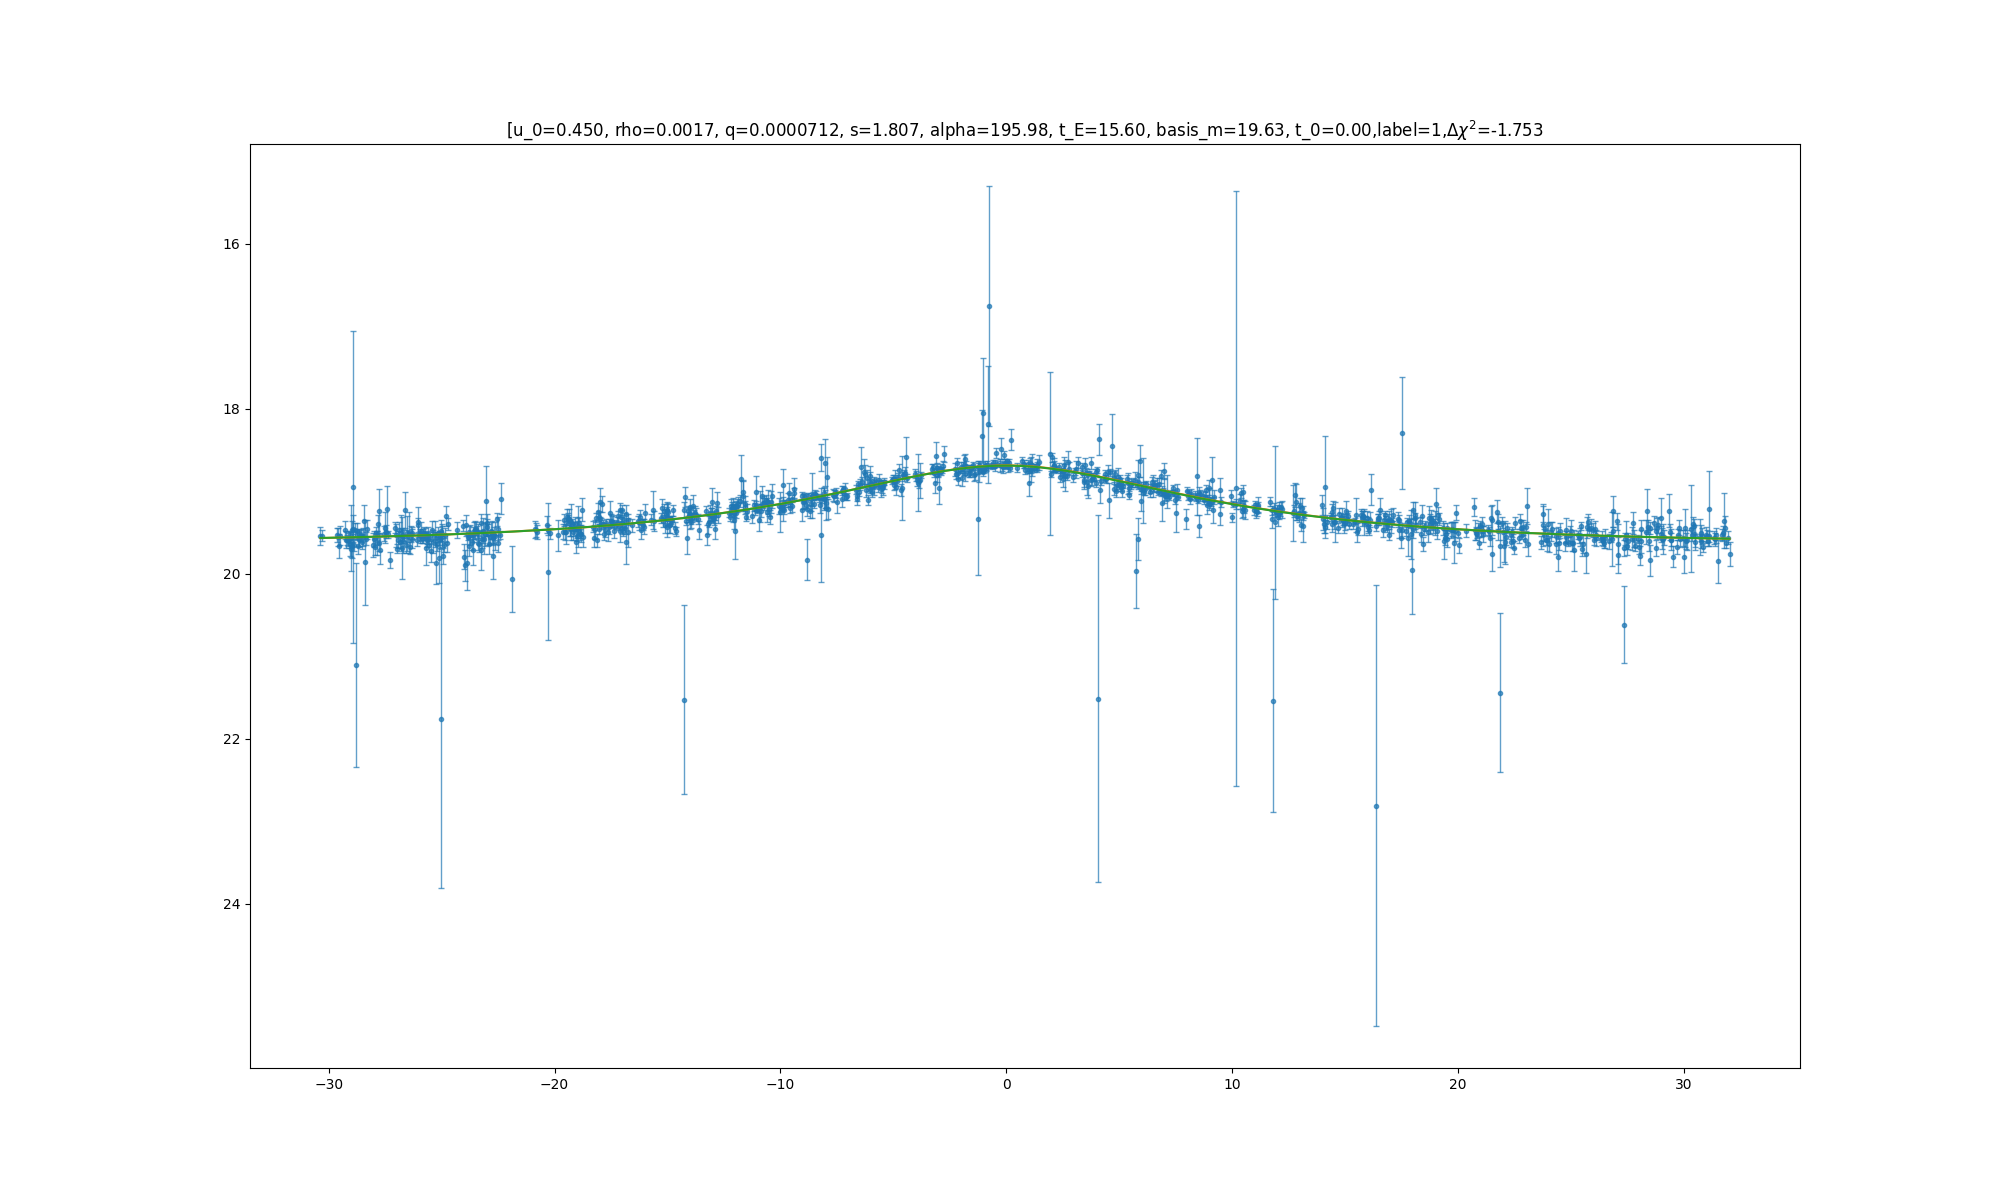 [u_0=0.450, rho=0.0017, q=0.0000712, s=1.807, alpha=195.98, t_E=15.60, basis_m=19.63, t_0=0.00,label=1,Δχ²=-1.753
16
18
20
22
24
−30 −20 −10 0 10 20 30